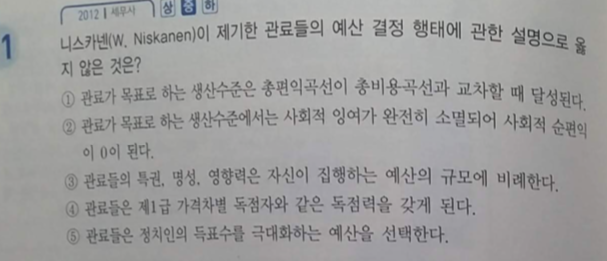 2012 | 세무사 상 중 하
1 니스카넨(W. Niskanen)이 제기한 관료들의 예산 결정 행태에 관한 설명으로 옳
지 않은 것은?
① 관료가 목표로 하는 생산수준은 총편익곡선이 총비용곡선과 교차할 때 달성된다.
② 관료가 목표로 하는 생산수준에서는 사회적 잉여가 완전히 소멸되어 사회적 순편익
이 0이 된다.
③ 관료들의 특권, 명성, 영향력은 자신이 집행하는 예산의 규모에 비례한다.
④ 관료들은 제1급 가격차별 독점자와 같은 독점력을 갖게 된다.
⑤ 관료들은 정치인의 득표수를 극대화하는 예산을 선택한다.